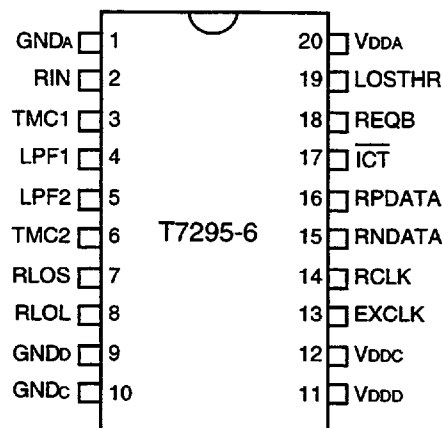 GNDA 1 20 VDDA
RIN 2 19 LOSTHR
TMC1 3 18 REQB
LPF1 4 17 ICT
LPF2 5 16 RPDATA
TMC2 6 T7295-6 15 RNDATA
RLOS 7 14 RCLK
RLOL 8 13 EXCLK
GNDD 9 12 VDDC
GNDC 10 11 VDDD